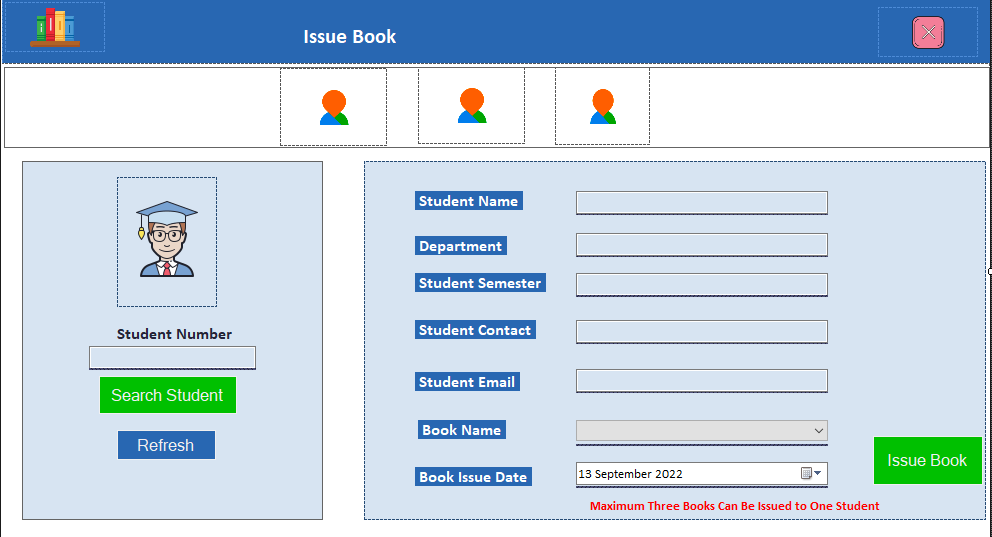 Issue Book
Student Number
Search Student
Refresh
Student Name
Department
Student Semester
Student Contact
Student Email
Book Name
Book Issue Date
13 September 2022
Issue Book
Maximum Three Books Can Be Issued to One Student